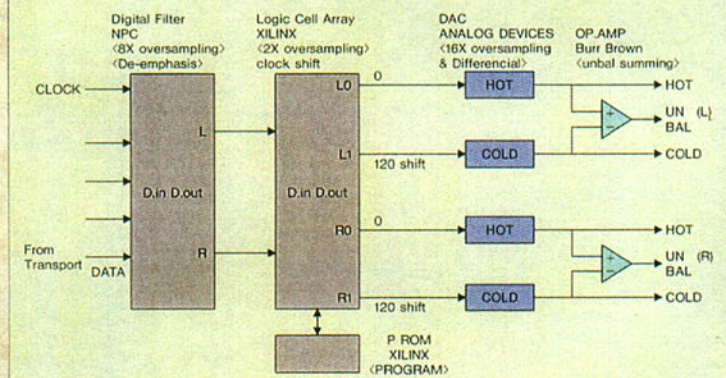 Digital Filter
NPC
<8X oversampling>
<De-emphasis>
Logic Cell Array
XILINX
<2X oversampling>
clock shift
DAC
ANALOG DEVICES
<16X oversampling
& Differencial>
OP.AMP
Burr Brown
<unbal summing>
CLOCK
L
D.in D.out
R
From
Transport
DATA
L0
L1
D.in D.out
R0
R1
0
120 shift
0
120 shift
HOT
COLD
HOT
COLD
+
−
+
−
HOT
UN (L)
BAL
COLD
HOT
UN (R)
BAL
COLD
P ROM
XILINX
<PROGRAM>